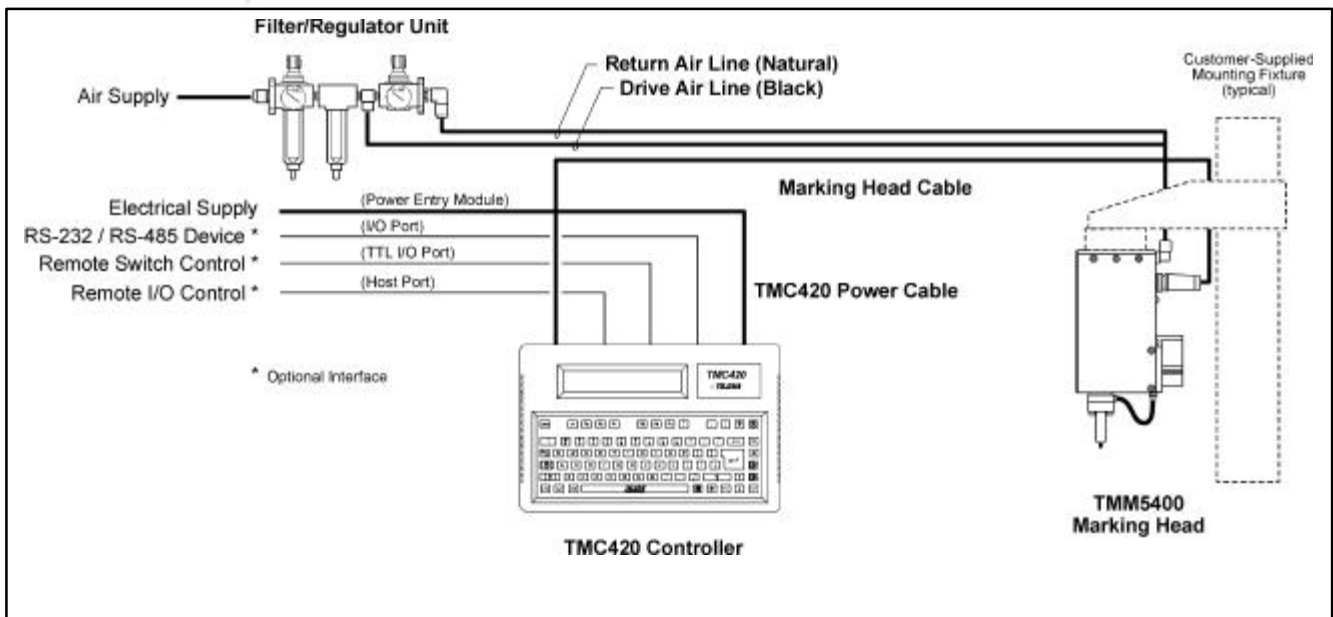 Filter/Regulator Unit
Air Supply
Return Air Line (Natural)
Drive Air Line (Black)
Customer-Supplied
Mounting Fixture
(typical)
Marking Head Cable
Electrical Supply
(Power Entry Module)
RS-232 / RS-485 Device *
(I/O Port)
Remote Switch Control *
(TTL I/O Port)
Remote I/O Control *
(Host Port)
TMC420 Power Cable
* Optional Interface
TMC420
TELESIS
TMC420 Controller
TMM5400
Marking Head